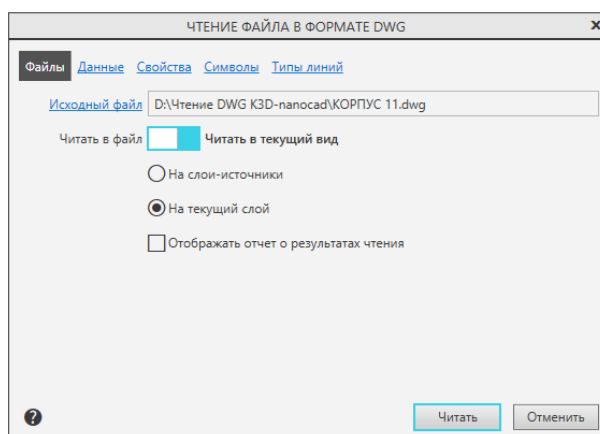 ЧТЕНИЕ ФАЙЛА В ФОРМАТЕ DWG x
Файлы Данные Свойства Символы Типы линий
Исходный файл D:\Чтение DWG K3D-nanocad\КОРПУС 11.dwg
Читать в файл Читать в текущий вид
На слои-источники
На текущий слой
Отображать отчет о результатах чтения
? Читать Отменить